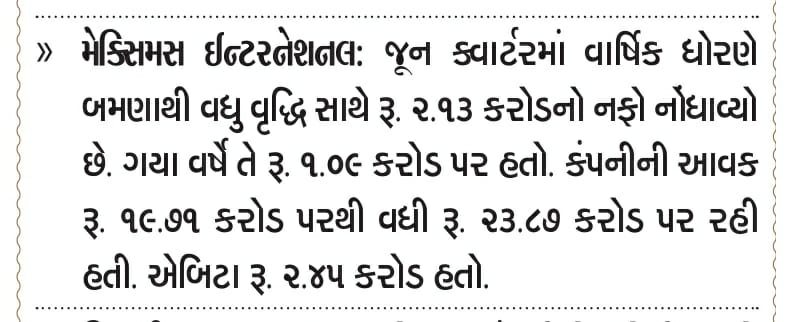 » મેક્સિમસ ઈન્ટરનેશનલ: જૂન ક્વાર્ટરમાં વાર્ષિક ધોરણે
બમણાથી વધુ વૃદ્ધિ સાથે રૂ. ૨.૧૩ કરોડનો નફો નોંધાવ્યો
છે. ગયા વર્ષે તે રૂ. ૧.૦૯ કરોડ પર હતો. કંપનીની આવક
રૂ. ૧૯.૭૧ કરોડ પરથી વધી રૂ. ૨૩.૮૭ કરોડ પર રહી
હતી. એબિટા રૂ. ૨.૪૫ કરોડ હતો.